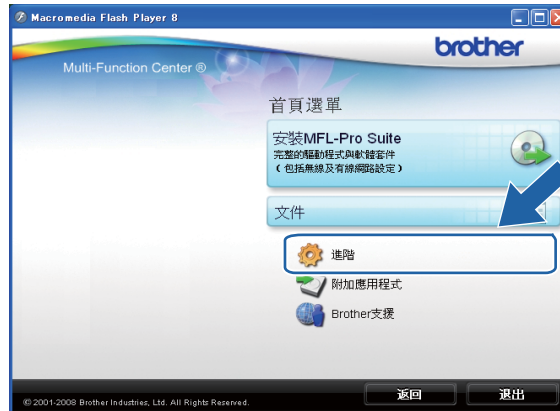 Macromedia Flash Player 8
brother
Multi-Function Center ®
首頁選單
安裝MFL-Pro Suite
完整的驅動程式與軟體套件
(包括無線及有線網路設定)
文件
進階
附加應用程式
Brother支援
© 2001-2008 Brother Industries, Ltd. All Rights Reserved.
返回
退出